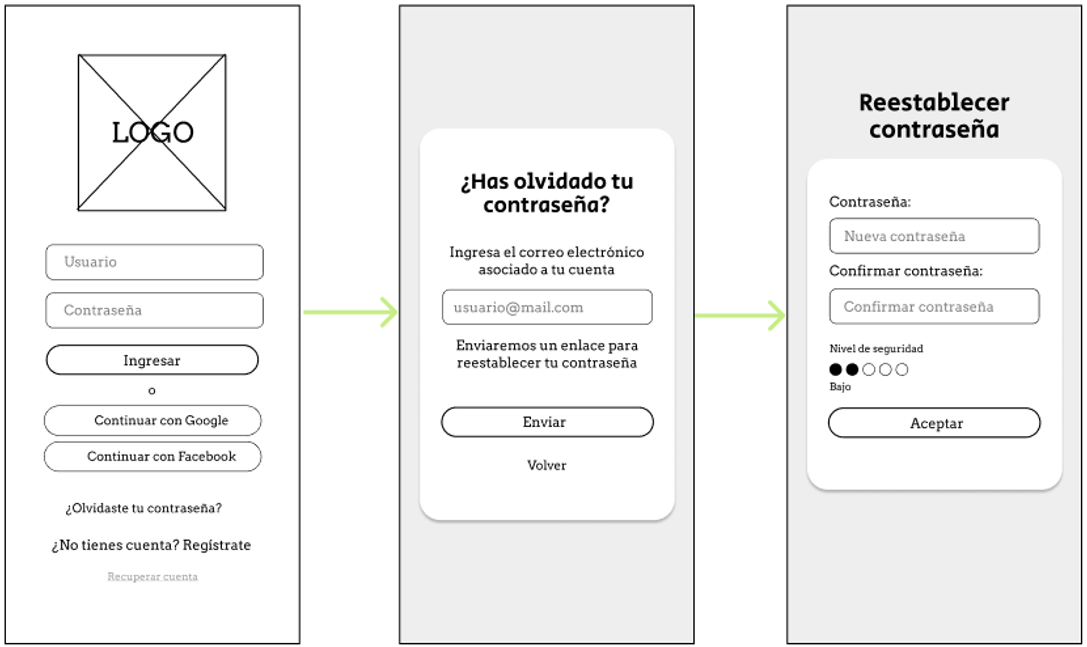 LOGO
Usuario
Contraseña
Ingresar
o
Continuar con Google
Continuar con Facebook
¿Olvidaste tu contraseña?
¿No tienes cuenta? Regístrate
Recuperar cuenta
¿Has olvidado tu
contraseña?
Ingresa el correo electrónico
asociado a tu cuenta
usuario@mail.com
Enviaremos un enlace para
reestablecer tu contraseña
Enviar
Volver
Reestablecer
contraseña
Contraseña:
Nueva contraseña
Confirmar contraseña:
Confirmar contraseña
Nivel de seguridad
Bajo
Aceptar